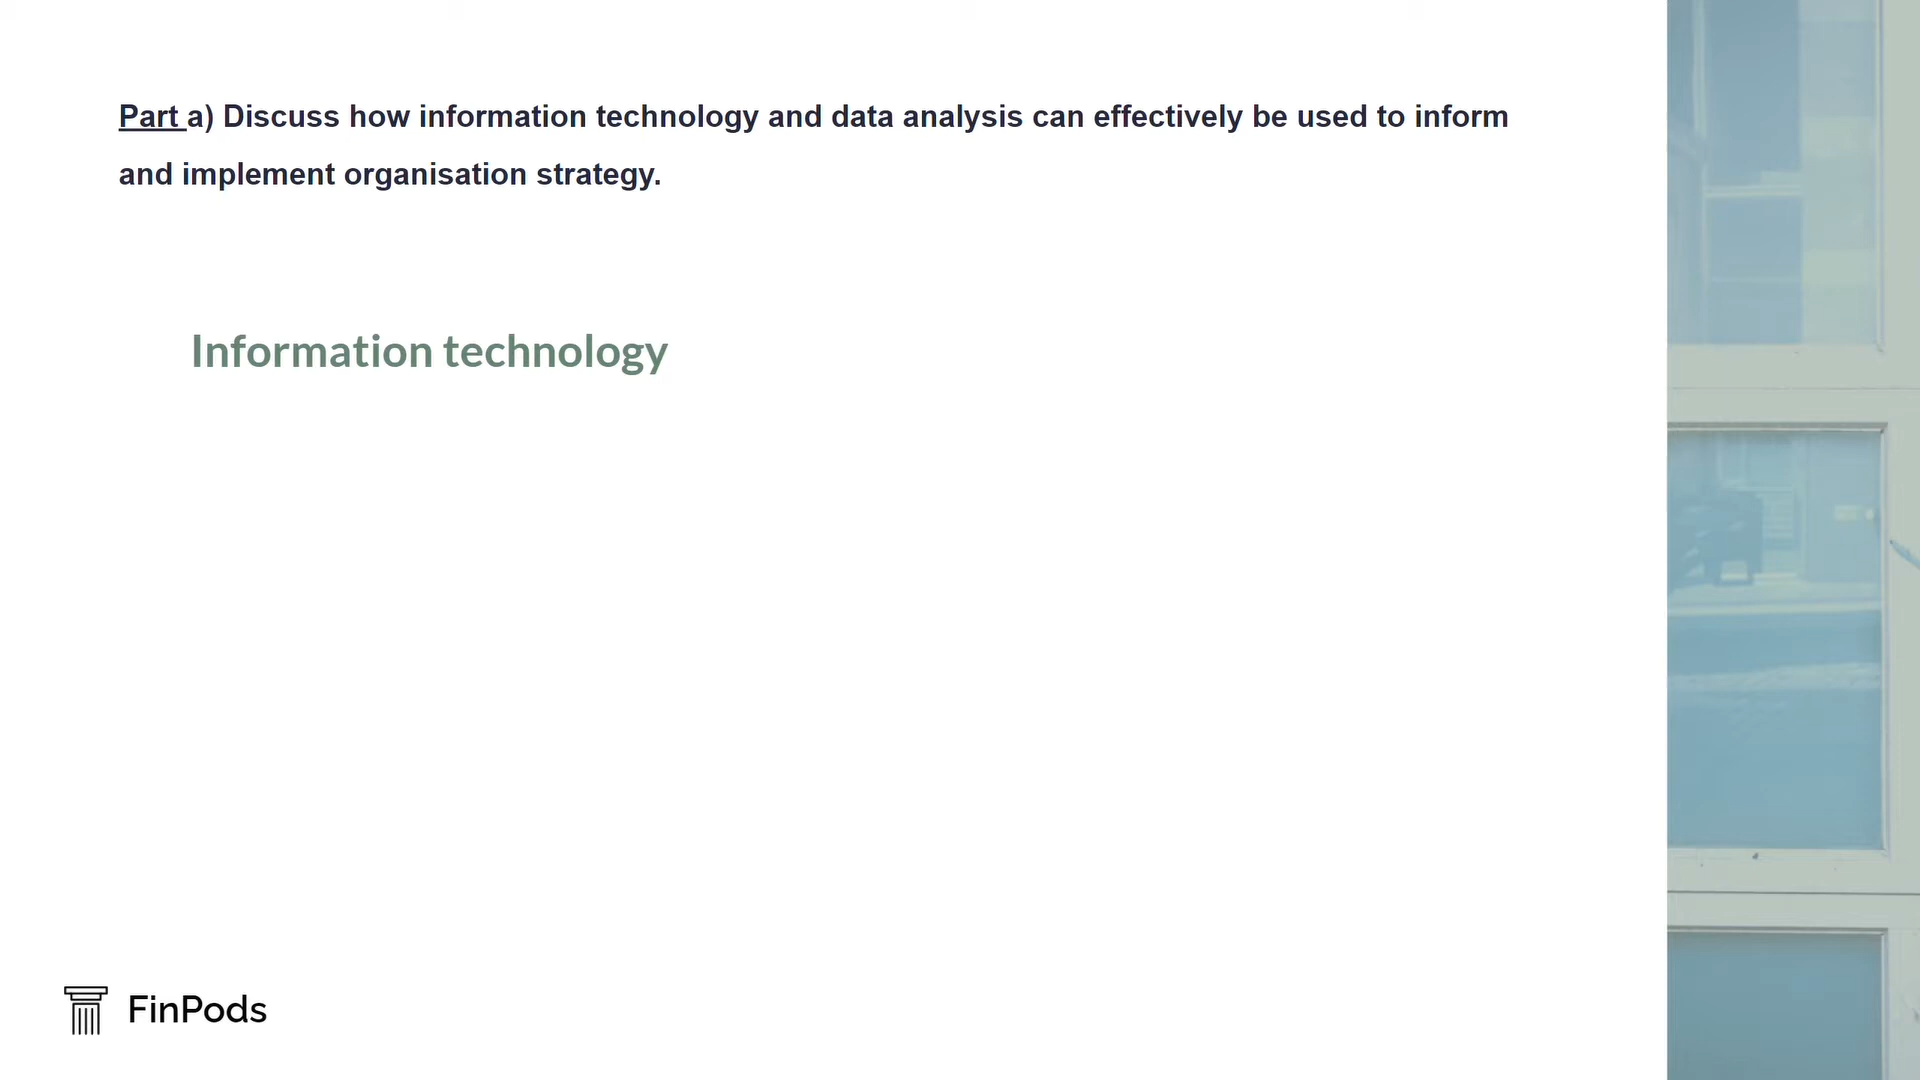 Part a) Discuss how information technology and data analysis can effectively be used to inform
and implement organisation strategy.
Information technology
FinPods